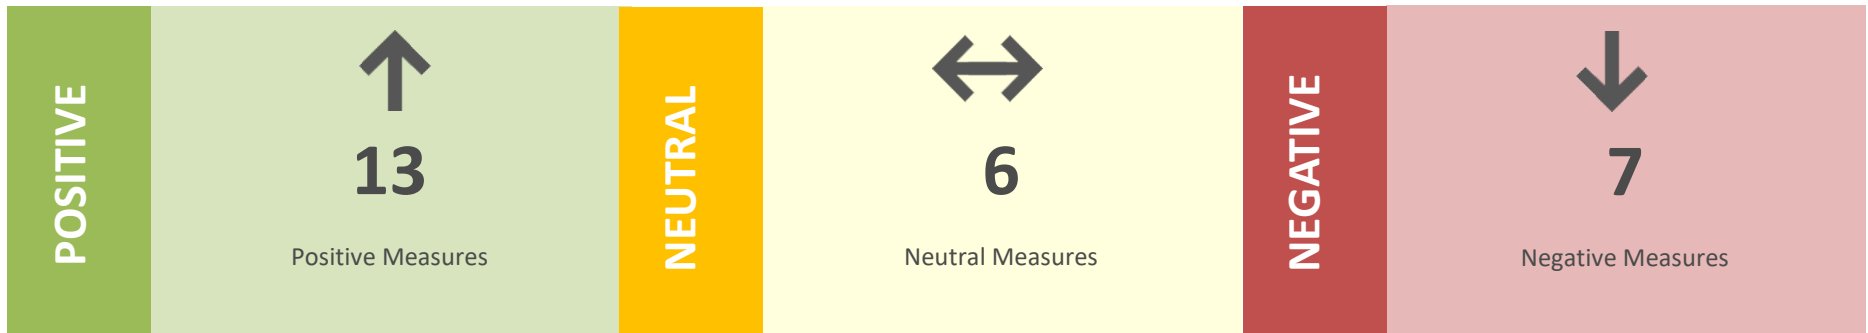 POSITIVE
13
Positive Measures
NEUTRAL
6
Neutral Measures
NEGATIVE
7
Negative Measures